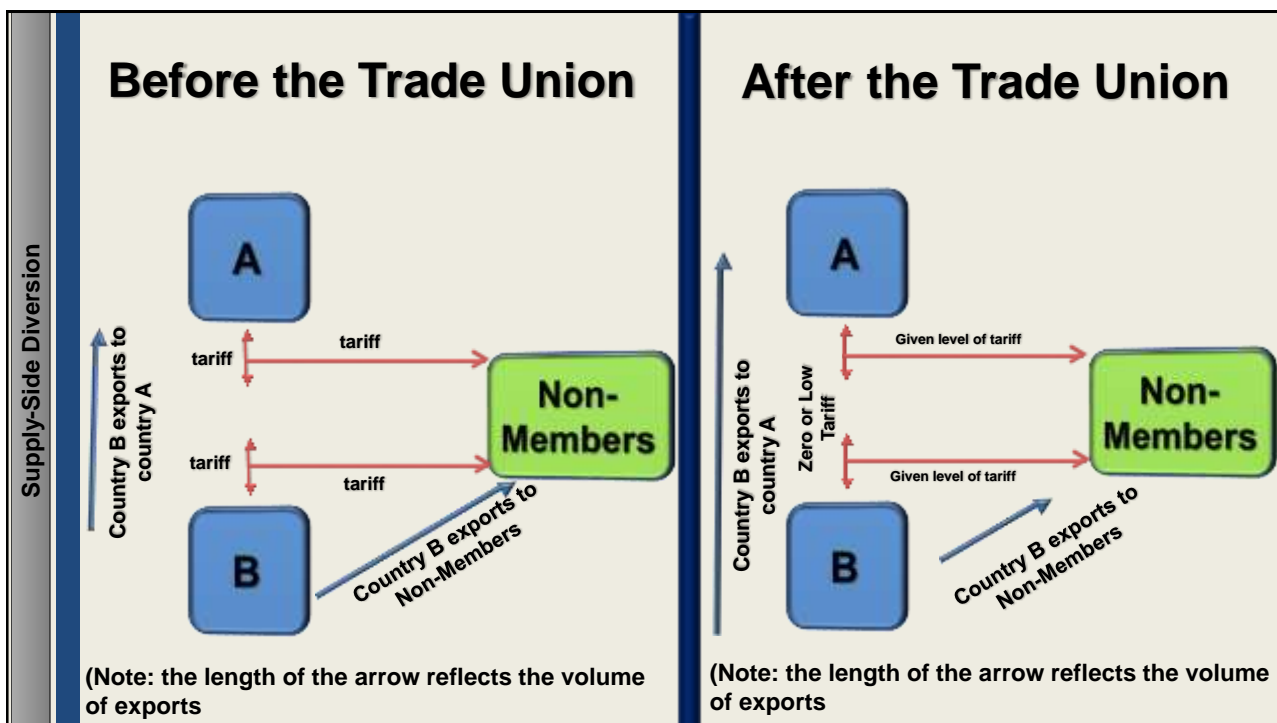 Supply-Side Diversion
Before the Trade Union
A
tariff
tariff
Country B exports to
country A
Non-
Members
tariff
tariff
B
Country B exports to
Non-Members
(Note: the length of the arrow reflects the volume
of exports
After the Trade Union
A
Given level of tariff
Country B exports to
country A
Zero or Low
Tariff
Non-
Members
Given level of tariff
B
Country B exports to
Non-Members
(Note: the length of the arrow reflects the volume
of exports